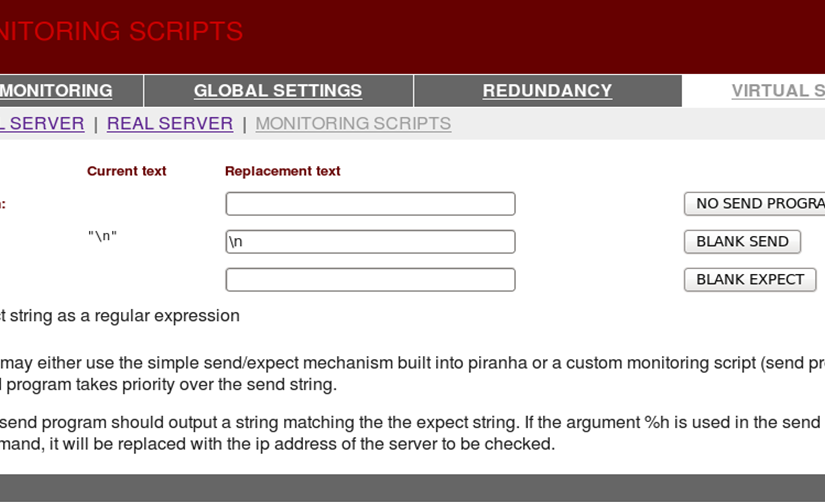 NITORING SCRIPTS
MONITORING GLOBAL SETTINGS REDUNDANCY VIRTUAL S
L SERVER | REAL SERVER | MONITORING SCRIPTS
Current text Replacement text
: NO SEND PROGRA
"\n" \n BLANK SEND
BLANK EXPECT
t string as a regular expression
may either use the simple send/expect mechanism built into piranha or a custom monitoring script (send pr
program takes priority over the send string.
send program should output a string matching the the expect string. If the argument %h is used in the send
mand, it will be replaced with the ip address of the server to be checked.